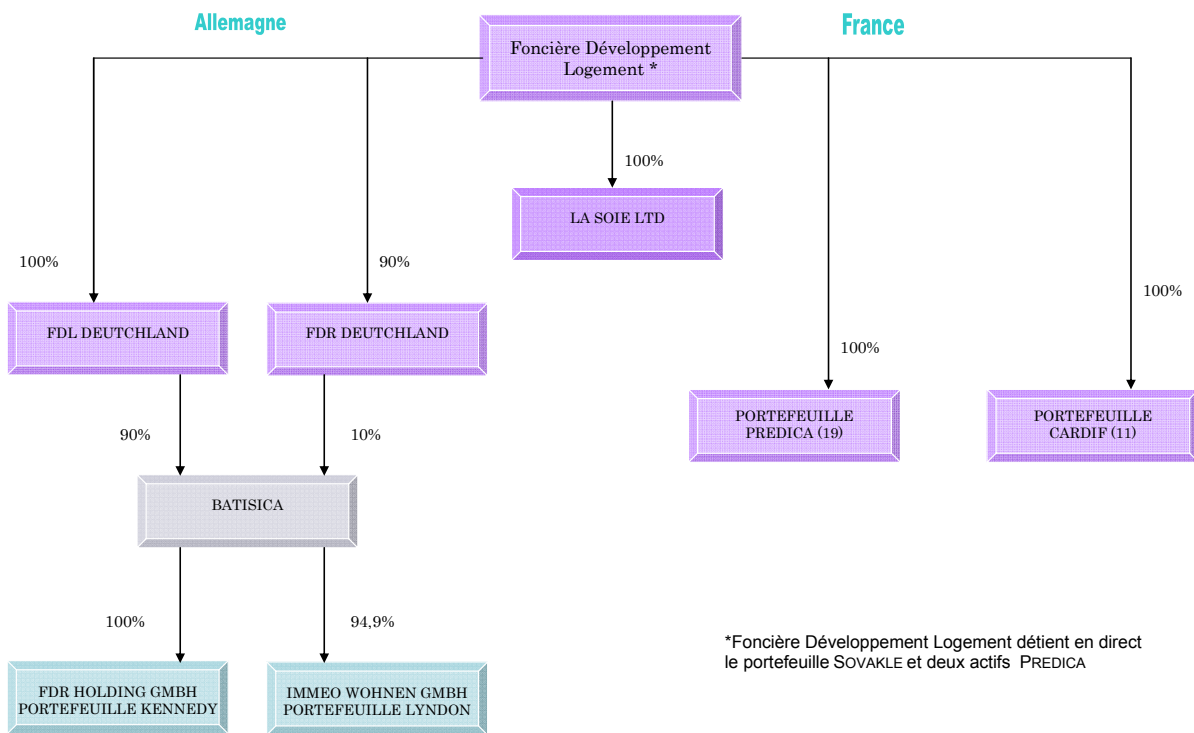 Allemagne
Foncière Développement
Logement *
France
100%
LA SOIE LTD
100%
90%
100%
100%
FDL DEUTCHLAND
FDR DEUTCHLAND
PORTEFEUILLE
PREDICA (19)
PORTEFEUILLE
CARDIF (11)
90%
10%
BATISICA
100%
94,9%
FDR HOLDING GMBH
PORTEFEUILLE KENNEDY
IMMEO WOHNEN GMBH
PORTEFEUILLE LYNDON
*Foncière Développement Logement détient en direct
le portefeuille SOVAKLE et deux actifs PREDICA